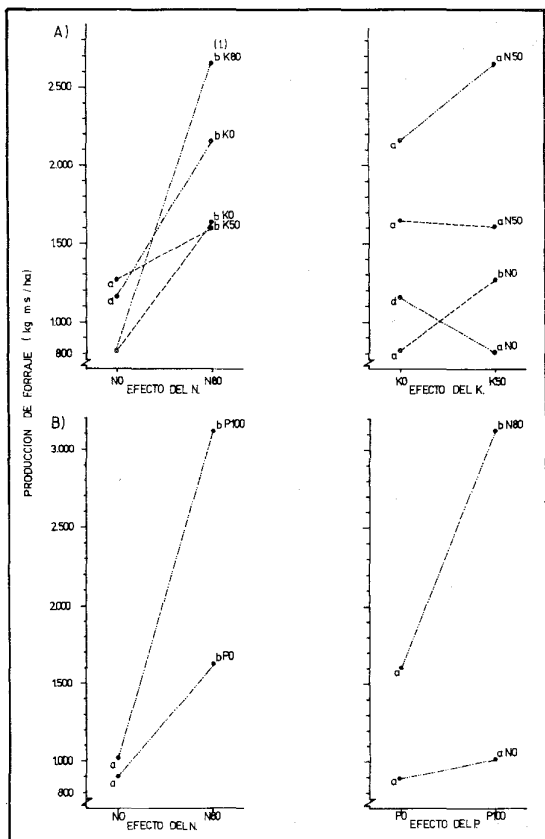 A)
(1)
b K80
2.500
b K0
2.000
b K0
b K50
1.500
a
a
1.000
800
N0 N80
EFECTO DEL N.
a N50
a
a N50
a
b N0
d
a
a N0
K0 K50
EFECTO DEL K.
PRODUCCION DE FORRAJE (kg m s/ha)
B)
3.000
b P100
2.500
2.000
b P0
1.500
1.000
a
a
800
N0 N80
EFECTO DEL N.
b N80
a
a N0
a
P0 P100
EFECTO DEL P.